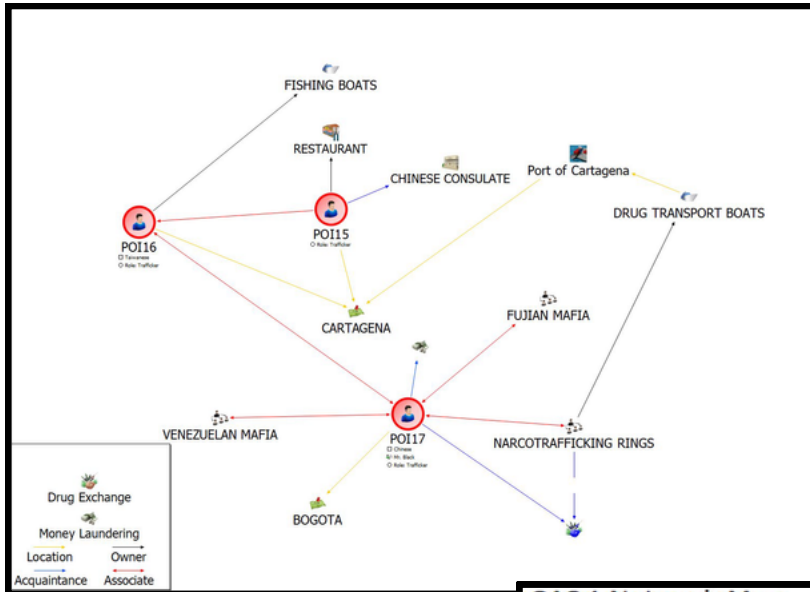 FISHING BOATS
RESTAURANT
CHINESE CONSULATE
Port of Cartagena
DRUG TRANSPORT BOATS
POI16
Taiwanese
Role: Trafficker
POI15
Role: Trafficker
CARTAGENA
FUJIAN MAFIA
VENEZUELAN MAFIA
POI17
Chinese
Mr. Black
Role: Trafficker
NARCOTRAFFICKING RINGS
BOGOTA
Drug Exchange
Money Laundering
Location Owner
Acquaintance Associate